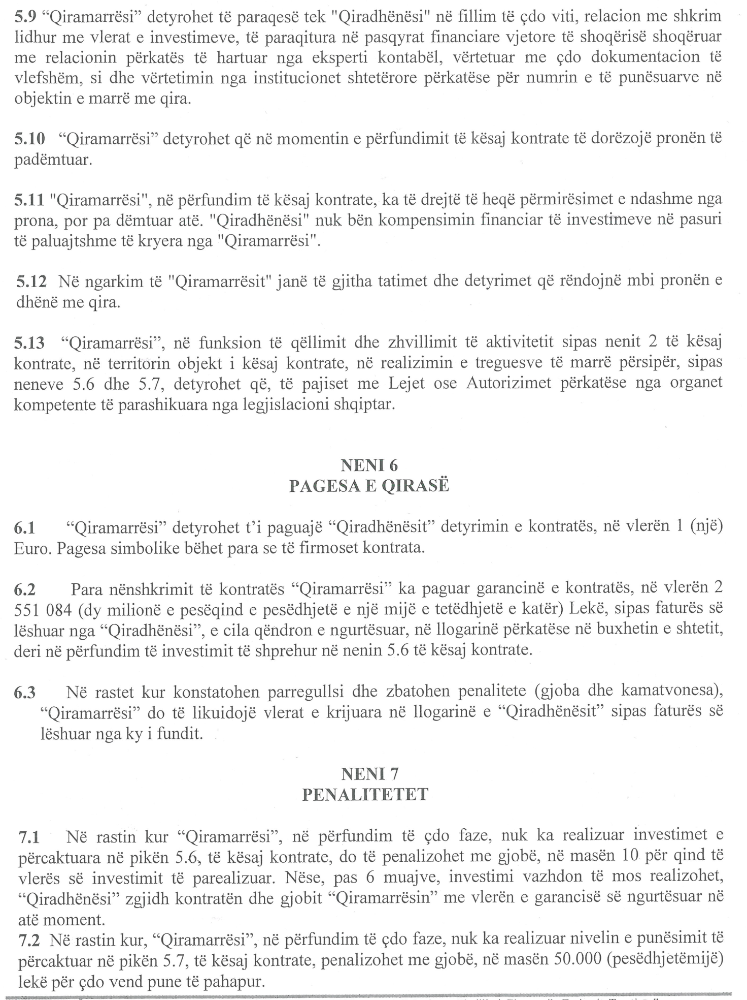 5.9 “Qiramarrësi” detyrohet të paraqesë tek "Qiradhënësi" në fillim të çdo viti, relacion me shkrim
lidhur me vlerat e investimeve, të paraqitura në pasqyrat financiare vjetore të shoqërisë shoqëruar
me relacionin përkatës të hartuar nga eksperti kontabël, vërtetuar me çdo dokumentacion të
vlefshëm, si dhe vërtetimin nga institucionet shtetërore përkatëse për numrin e të punësuarve në
objektin e marrë me qira.
5.10 “Qiramarrësi” detyrohet që në momentin e përfundimit të kësaj kontrate të dorëzojë pronën të
padëmtuar.
5.11 "Qiramarrësi", në përfundim të kësaj kontrate, ka të drejtë të heqë përmirësimet e ndashme nga
prona, por pa dëmtuar atë. "Qiradhënësi" nuk bën kompensimin financiar të investimeve në pasuri
të paluajtshme të kryera nga "Qiramarrësi".
5.12 Në ngarkim të "Qiramarrësit" janë të gjitha tatimet dhe detyrimet që rëndojnë mbi pronën e
dhënë me qira.
5.13 “Qiramarrësi”, në funksion të qëllimit dhe zhvillimit të aktivitetit sipas nenit 2 të kësaj
kontrate, në territorin objekt i kësaj kontrate, në realizimin e treguesve të marrë përsipër, sipas
neneve 5.6 dhe 5.7, detyrohet që, të pajiset me Lejet ose Autorizimet përkatëse nga organet
kompetente të parashikuara nga legjislacioni shqiptar.
NENI 6
PAGESA E QIRASË
6.1 “Qiramarrësi” detyrohet t’i paguajë “Qiradhënësit” detyrimin e kontratës, në vlerën 1 (një)
Euro. Pagesa simbolike bëhet para se të firmoset kontrata.
6.2 Para nënshkrimit të kontratës “Qiramarrësi” ka paguar garancinë e kontratës, në vlerën 2
551 084 (dy milionë e pesëqind e pesëdhjetë e një mijë e tetëdhjetë e katër) Lekë, sipas faturës së
lëshuar nga “Qiradhënësi”, e cila qëndron e ngurtësuar, në llogarinë përkatëse në buxhetin e shtetit,
deri në përfundim të investimit të shprehur në nenin 5.6 të kësaj kontrate.
6.3 Në rastet kur konstatohen parregullsi dhe zbatohen penalitete (gjoba dhe kamatvonesa),
“Qiramarrësi” do të likuidojë vlerat e krijuara në llogarinë e “Qiradhënësit” sipas faturës së
lëshuar nga ky i fundit.
NENI 7
PENALITETET
7.1 Në rastin kur “Qiramarrësi”, në përfundim të çdo faze, nuk ka realizuar investimet e
përcaktuara në pikën 5.6, të kësaj kontrate, do të penalizohet me gjobë, në masën 10 për qind të
vlerës së investimit të parealizuar. Nëse, pas 6 muajve, investimi vazhdon të mos realizohet,
“Qiradhënësi” zgjidh kontratën dhe gjobit “Qiramarrësin” me vlerën e garancisë së ngurtësuar në
atë moment.
7.2 Në rastin kur, “Qiramarrësi”, në përfundim të çdo faze, nuk ka realizuar nivelin e punësimit të
përcaktuar në pikën 5.7, të kësaj kontrate, penalizohet me gjobë, në masën 50.000 (pesëdhjetëmijë)
lekë për çdo vend pune të pahapur.